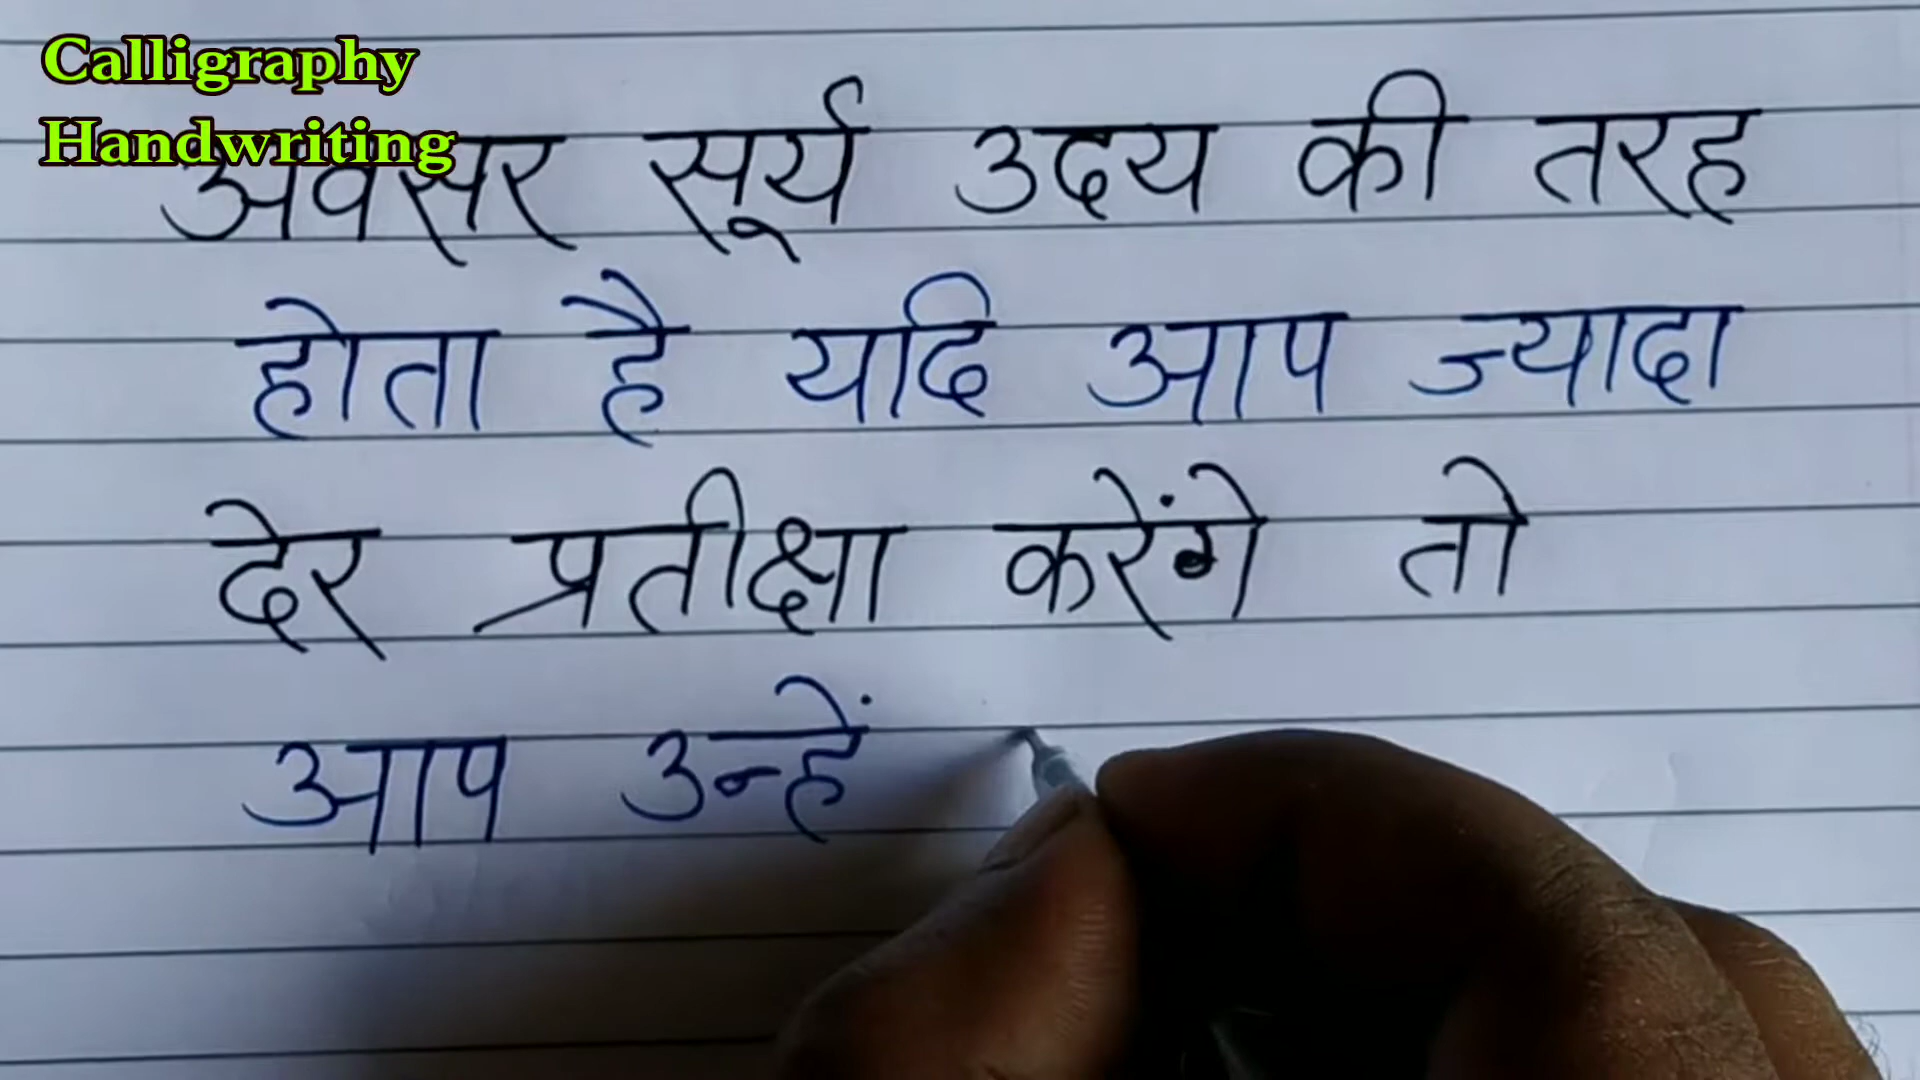 Calligraphy
Handwriting
अवसर सूर्य उदय की तरह
होता है यदि आप ज्यादा
देर प्रतीक्षा करेंगे तो
आप उन्हें